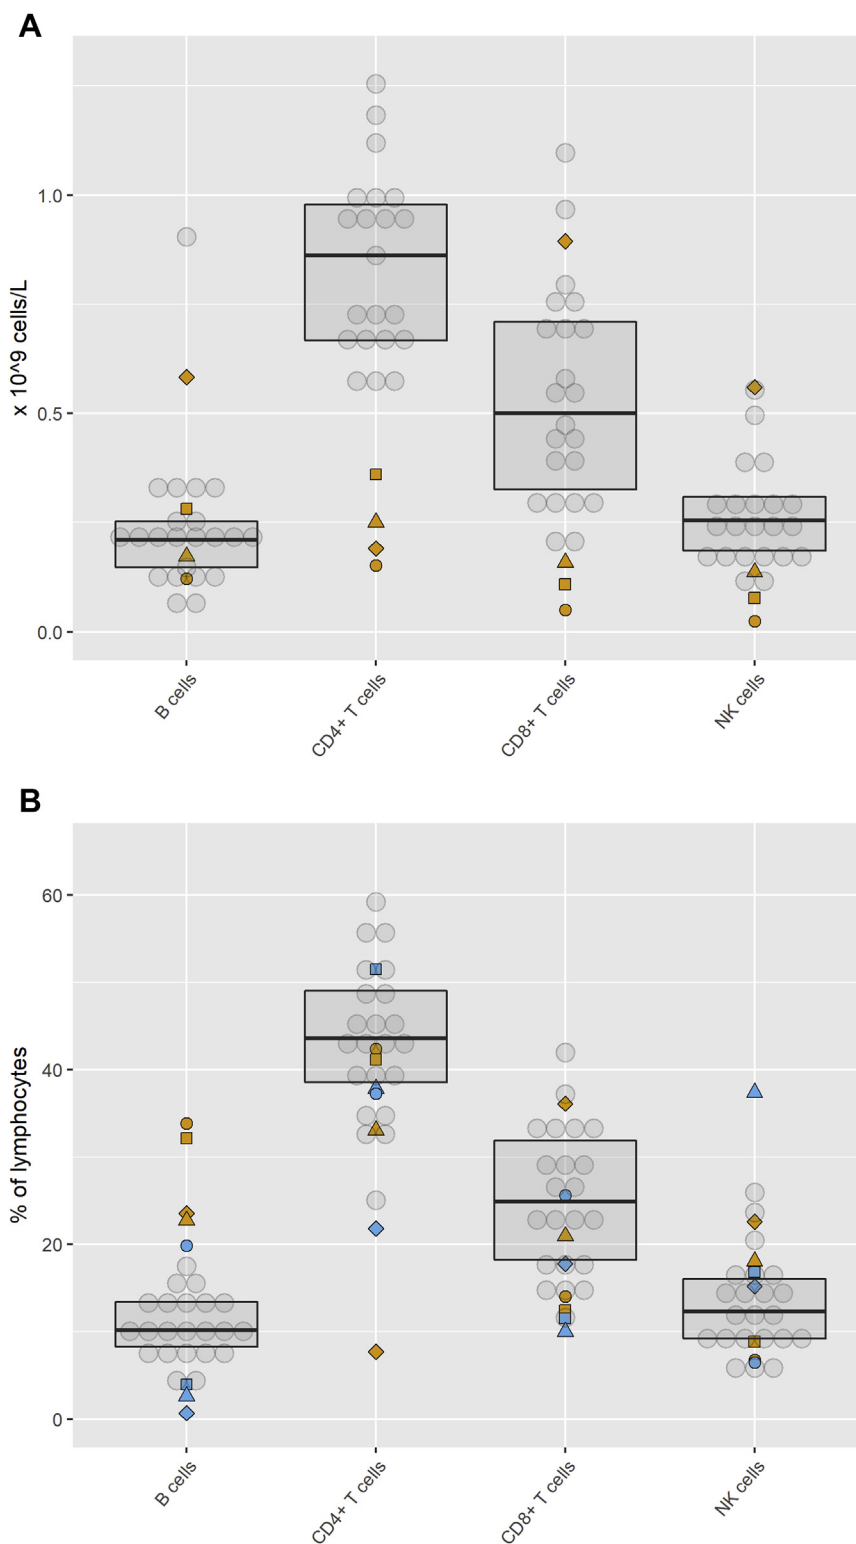 A
x 10^9 cells/L
1.0
0.5
0.0
B cells
CD4+ T cells
CD8+ T cells
NK cells
B
% of lymphocytes
60
40
20
0
B cells
CD4+ T cells
CD8+ T cells
NK cells